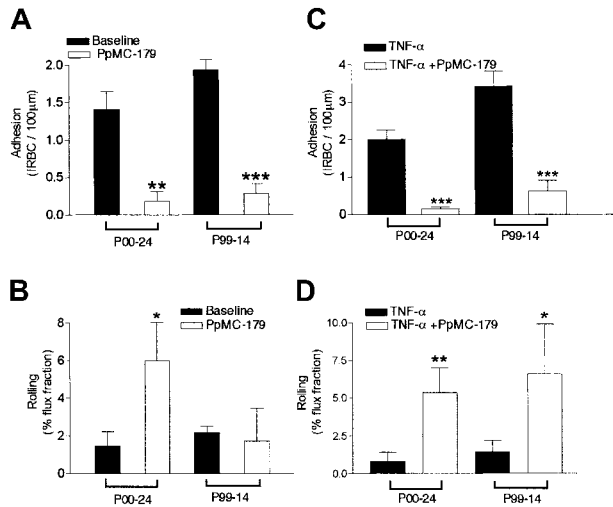 A
Baseline
PpMC-179
Adhesion
(IRBC / 100µm)
2.0
1.5
1.0
0.5
0.0
**
***
P00-24
P99-14
C
TNF-α
TNF-α +PpMC-179
Adhesion
(IRBC / 100µm)
4
3
2
1
0
***
***
P00-24
P99-14
B
Baseline
PpMC-179
Rolling
(% flux fraction)
8
6
4
2
0
*
P00-24
P99-14
D
TNF-α
TNF-α +PpMC-179
Rolling
(% flux fraction)
10.0
7.5
5.0
2.5
0.0
**
*
P00-24
P99-14